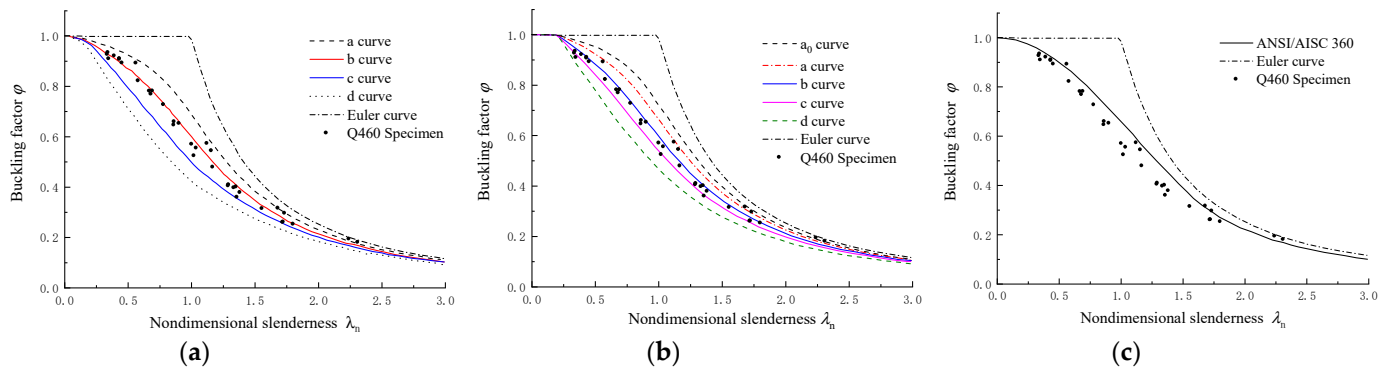 1.0
0.8
0.6
0.4
0.2
0.0
0.0 0.5 1.0 1.5 2.0 2.5 3.0
Buckling factor φ
Nondimensional slenderness λn
a curve
b curve
c curve
d curve
Euler curve
Q460 Specimen
(a)
1.0
0.8
0.6
0.4
0.2
0.0
0.0 0.5 1.0 1.5 2.0 2.5 3.0
Buckling factor φ
Nondimensional slenderness λn
a0 curve
a curve
b curve
c curve
d curve
Euler curve
Q460 Specimen
(b)
1.0
0.8
0.6
0.4
0.2
0.0
0.0 0.5 1.0 1.5 2.0 2.5 3.0
Buckling factor φ
Nondimensional slenderness λn
ANSI/AISC 360
Euler curve
Q460 Specimen
(c)